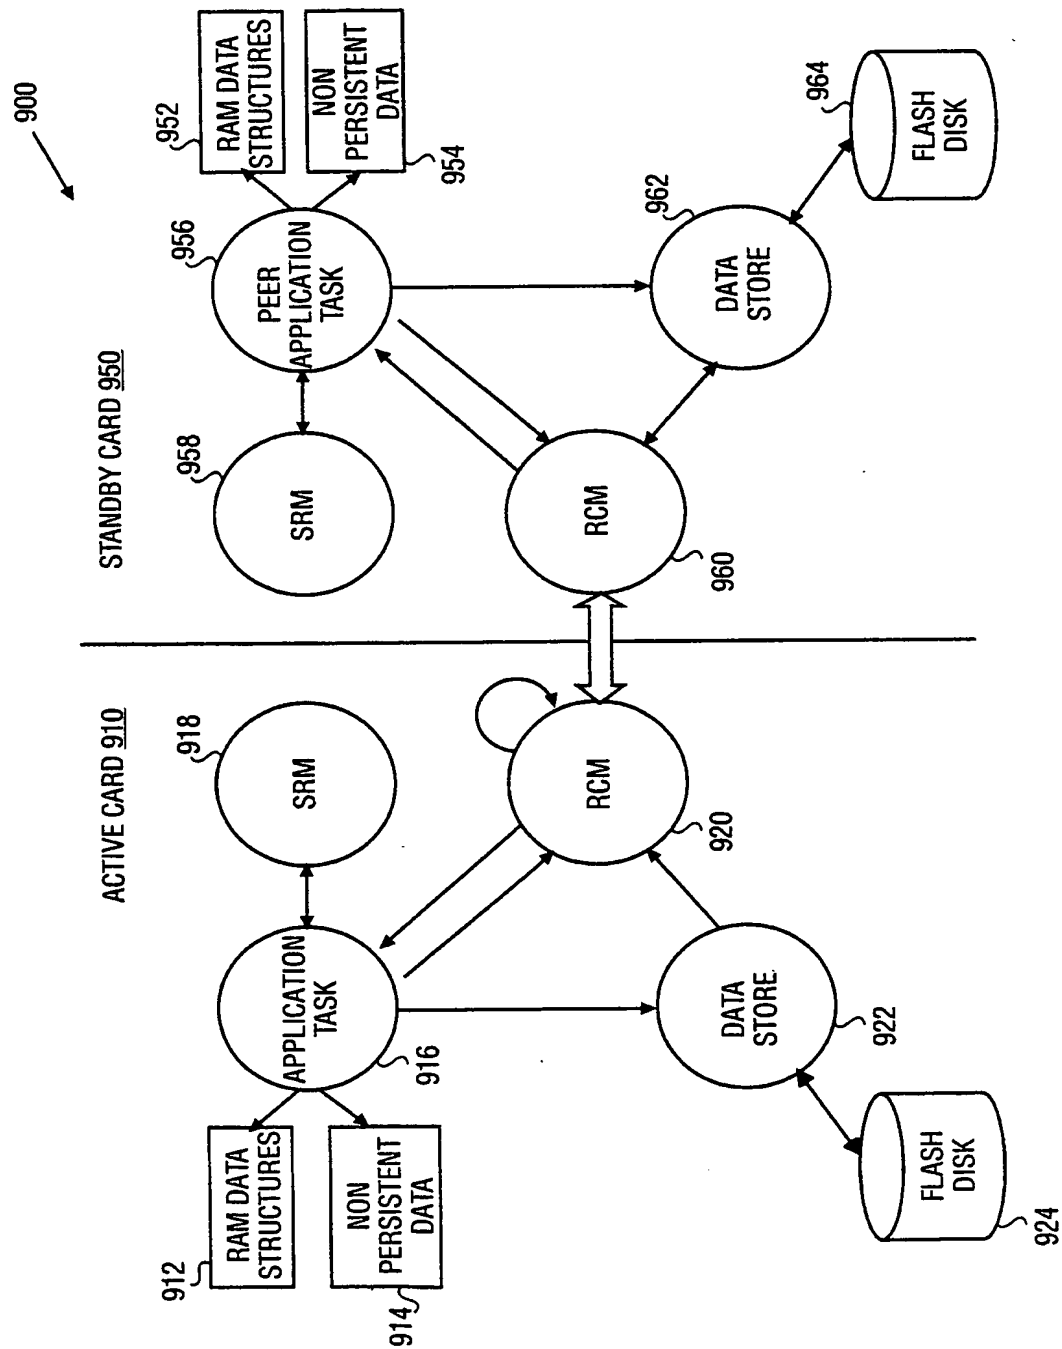 900
ACTIVE CARD 910
STANDBY CARD 950
912
RAM DATA
STRUCTURES
914
NON
PERSISTENT
DATA
APPLICATION
TASK
916
SRM
918
RCM
920
DATA
STORE
922
FLASH
DISK
924
SRM
958
PEER
APPLICATION
TASK
956
RAM DATA
STRUCTURES
952
NON
PERSISTENT
DATA
954
RCM
960
DATA
STORE
962
FLASH
DISK
964